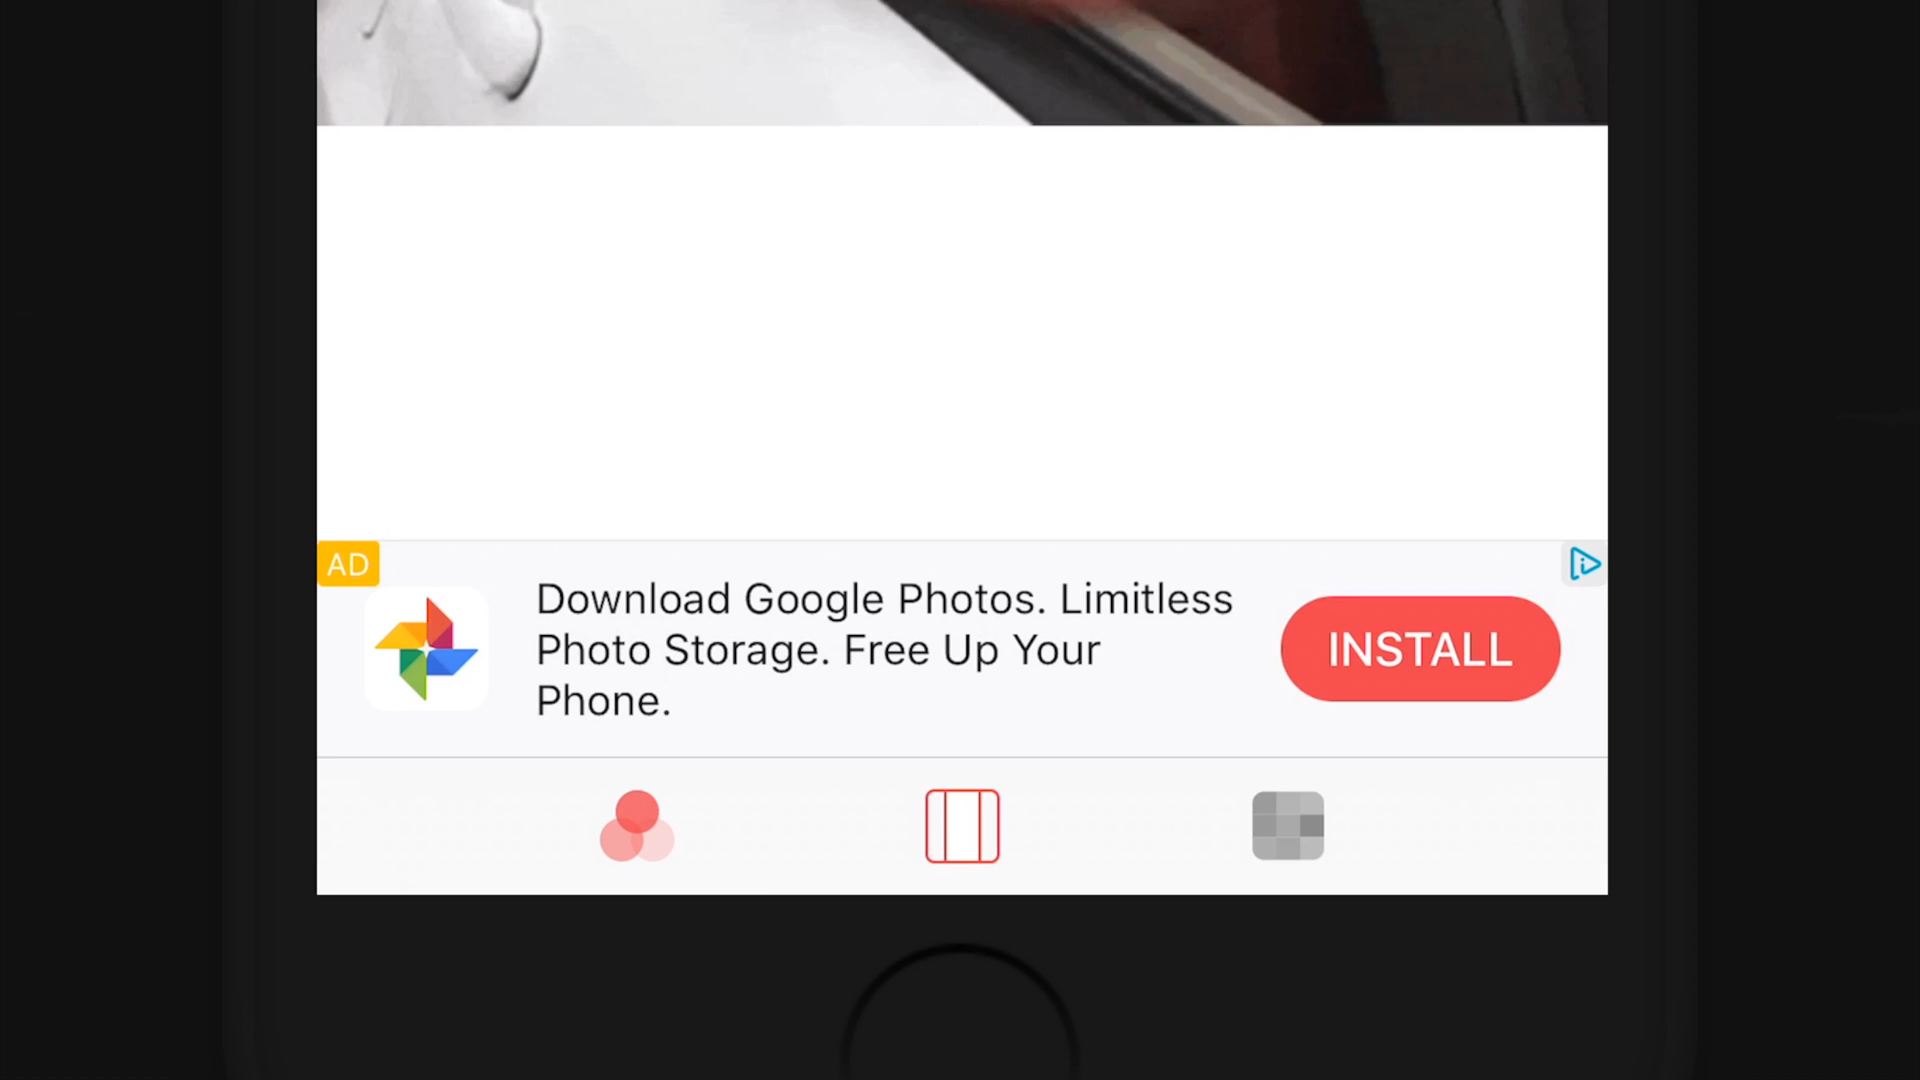 AD
Download Google Photos. Limitless
Photo Storage. Free Up Your
Phone.
INSTALL